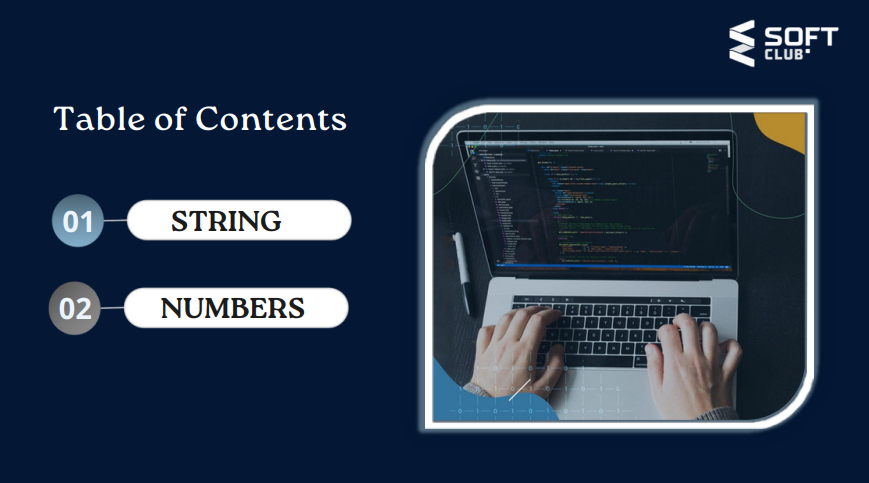 SOFT
CLUB
Table of Contents
01
STRING
02
NUMBERS